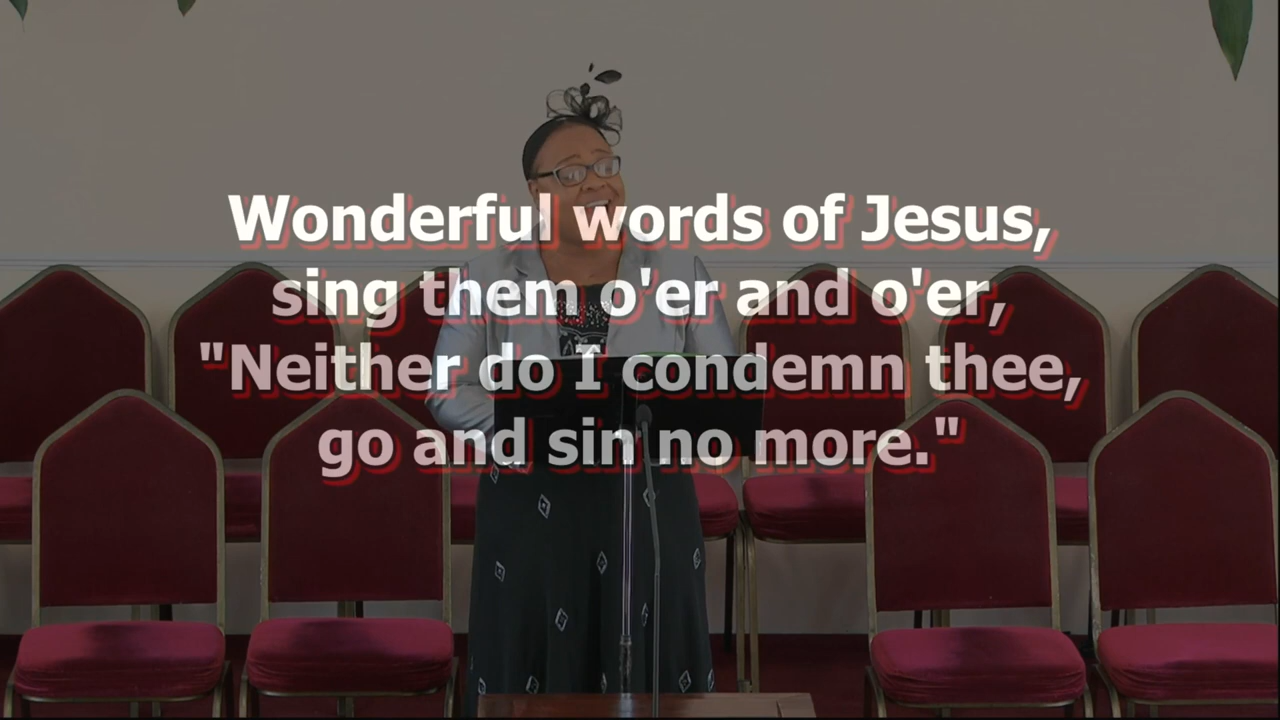 Wonderful words of Jesus,
sing them o'er and o'er,
"Neither do I condemn thee,
go and sin no more."